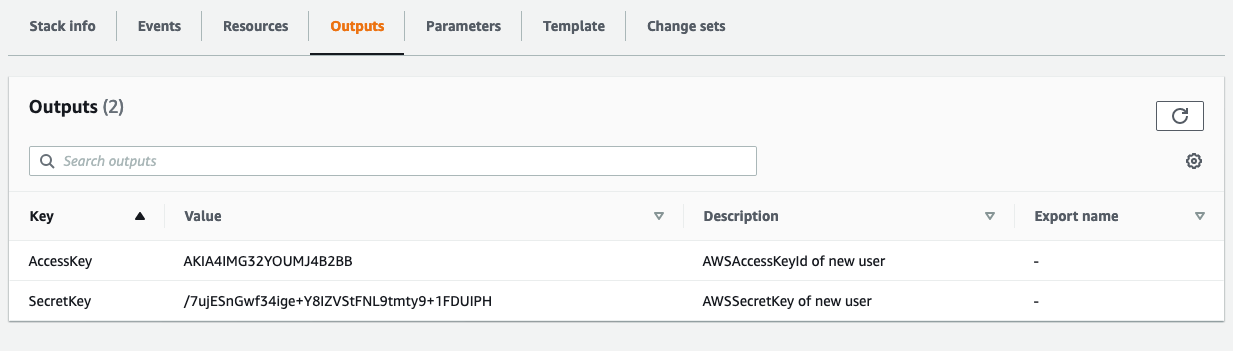 Stack info
Events
Resources
Outputs
Parameters
Template
Change sets
Outputs (2)
Search outputs
Key Value Description Export name
AccessKey AKIA4IMG32YOUMJ4B2BB AWSAccessKeyId of new user -
SecretKey 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 AWSSecretKey of new user -